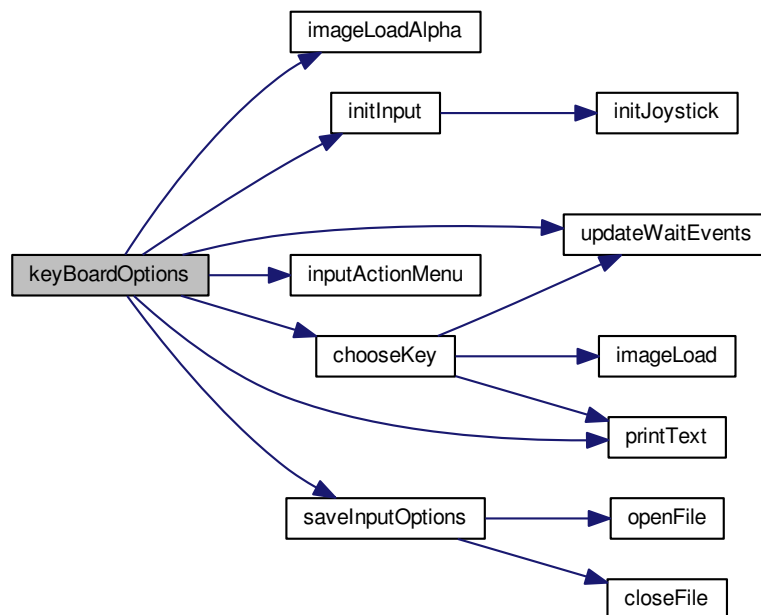 imageLoadAlpha
initInput
initJoystick
updateWaitEvents
keyBoardOptions
inputActionMenu
chooseKey
imageLoad
printText
saveInputOptions
openFile
closeFile